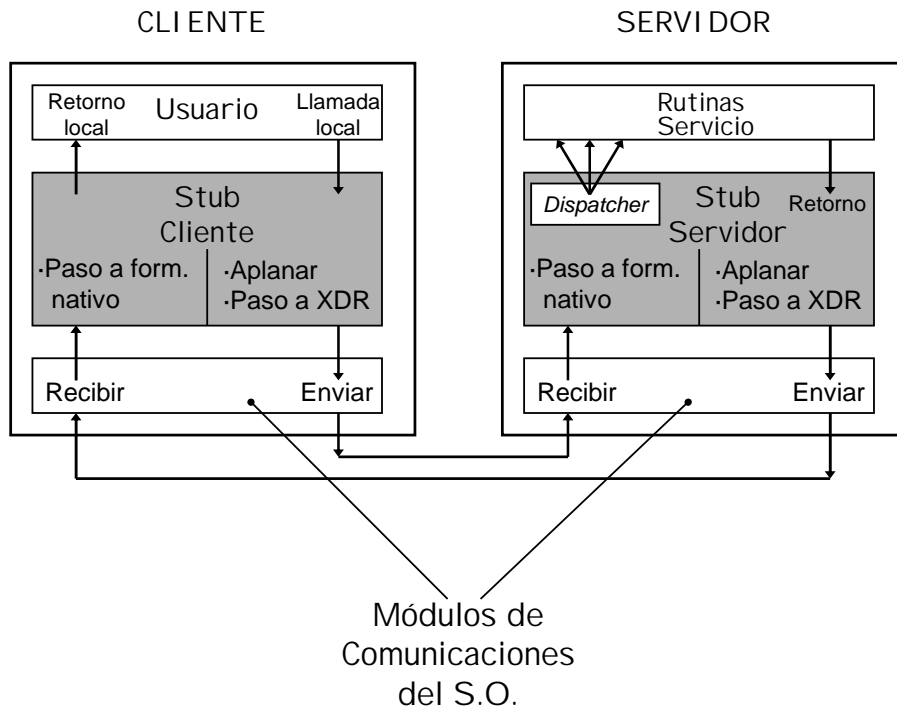 CLIENTE
SERVIDOR
Retorno
local
Usuario
Llamada
local
Stub
Cliente
·Paso a form.
nativo
·Aplanar
·Paso a XDR
Recibir
Enviar
Rutinas
Servicio
Dispatcher
Stub
Servidor
Retorno
·Paso a form.
nativo
·Aplanar
·Paso a XDR
Recibir
Enviar
Módulos de
Comunicaciones
del S.O.